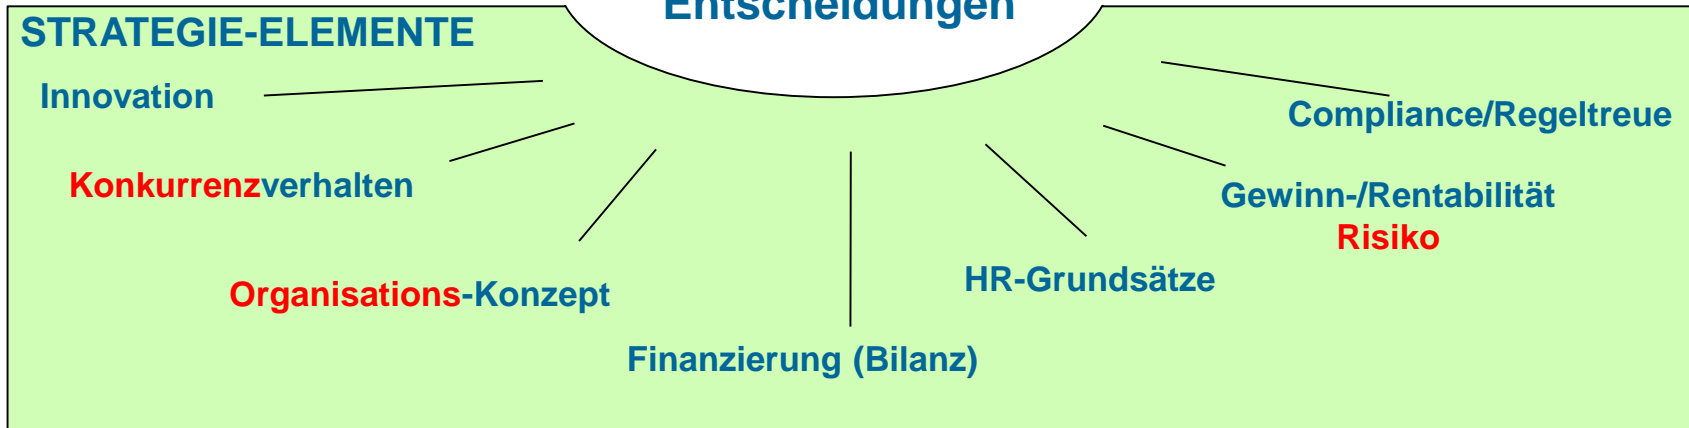 Entscheidungen
STRATEGIE-ELEMENTE
Innovation
Compliance/Regeltreue
Konkurrenzverhalten
Gewinn-/Rentabilität
Risiko
HR-Grundsätze
Organisations-Konzept
Finanzierung (Bilanz)